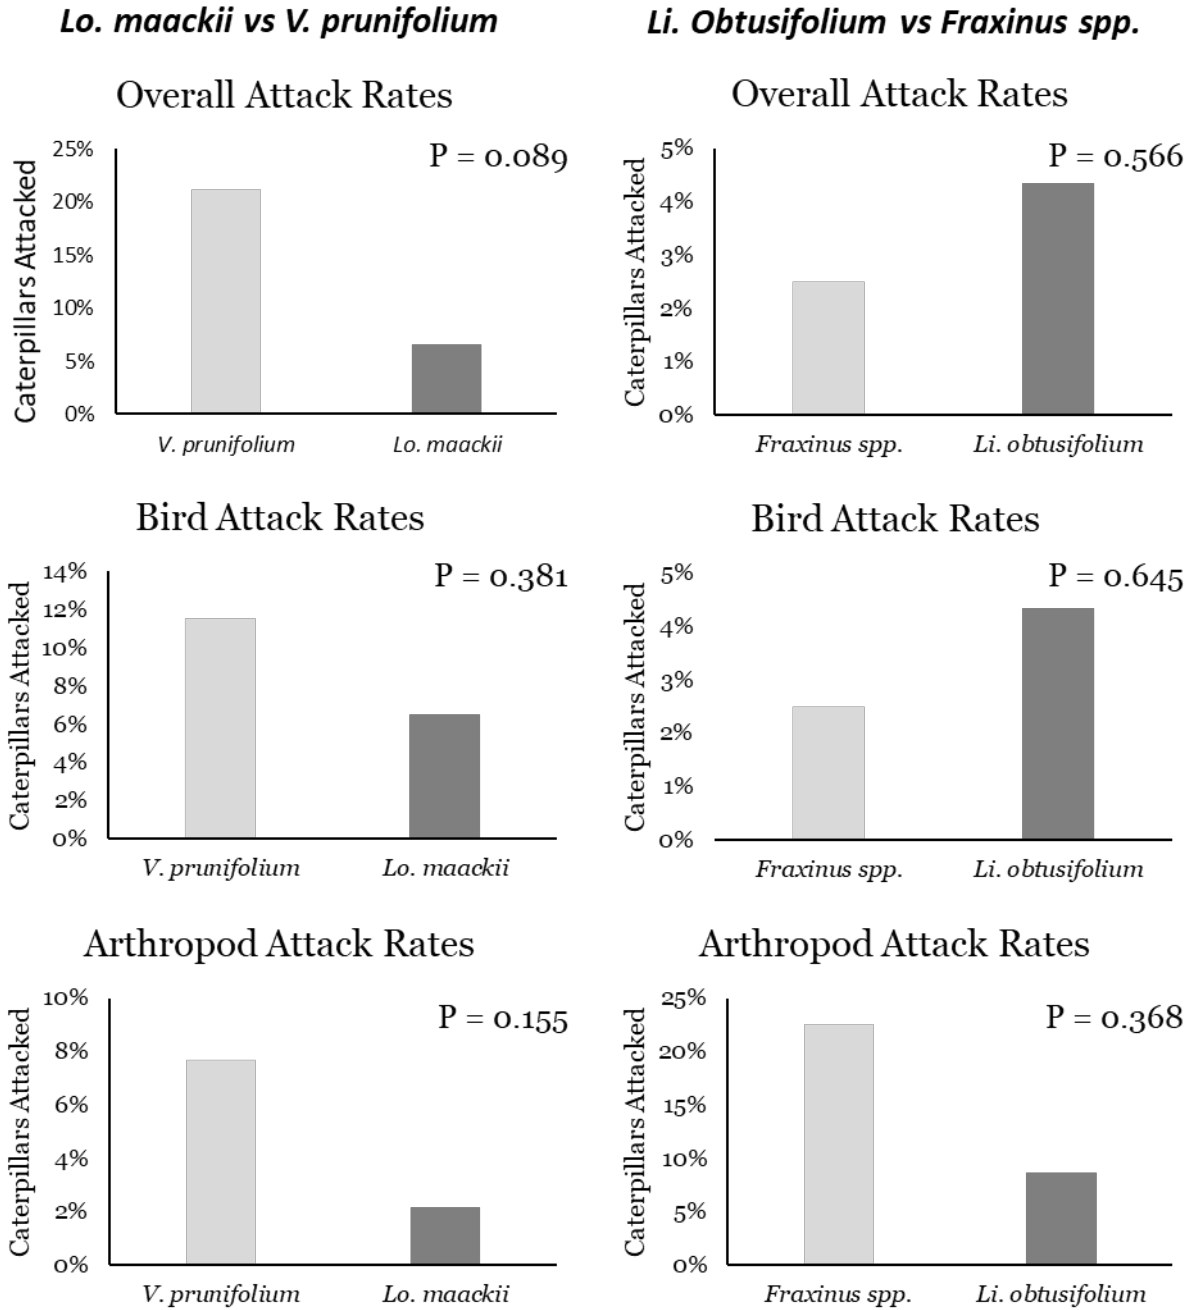 Lo. maackii vs V. prunifolium
Li. Obtusifolium vs Fraxinus spp.
Overall Attack Rates
P = 0.089
Caterpillars Attacked
25%
20%
15%
10%
5%
0%
V. prunifolium
Lo. maackii
Overall Attack Rates
P = 0.566
Caterpillars Attacked
5%
4%
3%
2%
1%
0%
Fraxinus spp.
Li. obtusifolium
Bird Attack Rates
P = 0.381
Caterpillars Attacked
14%
12%
10%
8%
6%
4%
2%
0%
V. prunifolium
Lo. maackii
Bird Attack Rates
P = 0.645
Caterpillars Attacked
5%
4%
3%
2%
1%
0%
Fraxinus spp.
Li. obtusifolium
Arthropod Attack Rates
P = 0.155
Caterpillars Attacked
10%
8%
6%
4%
2%
0%
V. prunifolium
Lo. maackii
Arthropod Attack Rates
P = 0.368
Caterpillars Attacked
25%
20%
15%
10%
5%
0%
Fraxinus spp.
Li. obtusifolium